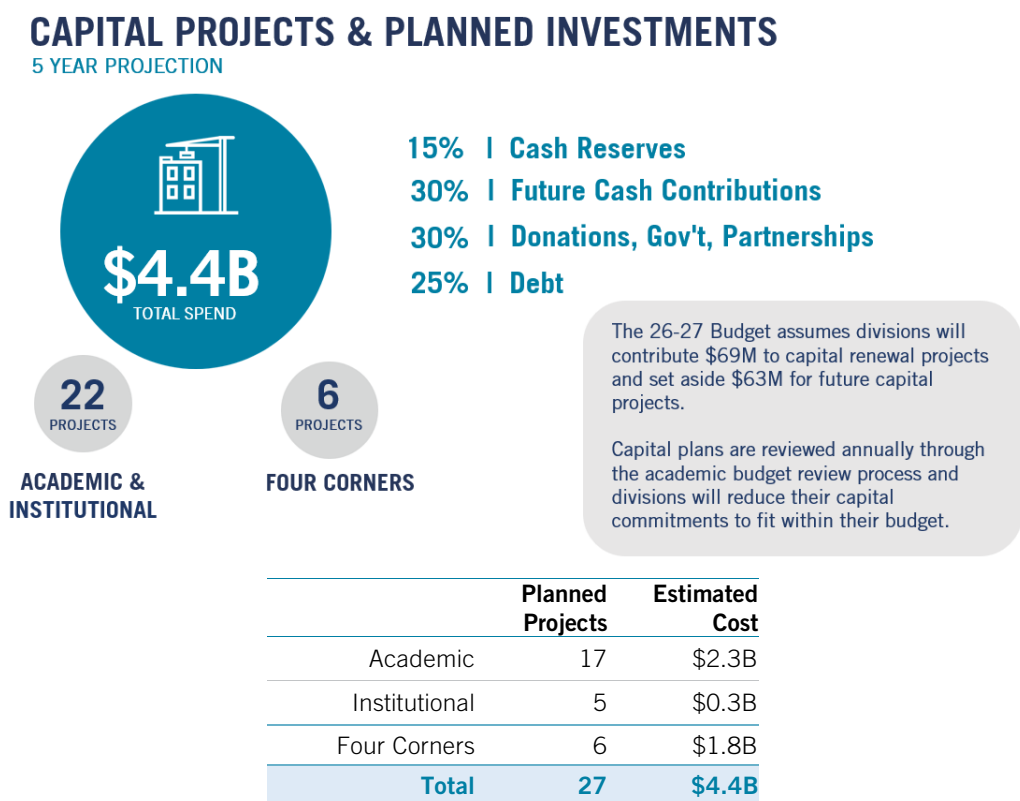 CAPITAL PROJECTS & PLANNED INVESTMENTS
5 YEAR PROJECTION
$4.4B
TOTAL SPEND
15% | Cash Reserves
30% | Future Cash Contributions
30% | Donations, Gov't, Partnerships
25% | Debt
22
PROJECTS
ACADEMIC &
INSTITUTIONAL
6
PROJECTS
FOUR CORNERS
The 26-27 Budget assumes divisions will
contribute $69M to capital renewal projects
and set aside $63M for future capital
projects.
Capital plans are reviewed annually through
the academic budget review process and
divisions will reduce their capital
commitments to fit within their budget.
Planned Projects Estimated Cost
Academic 17 $2.3B
Institutional 5 $0.3B
Four Corners 6 $1.8B
Total 27 $4.4B